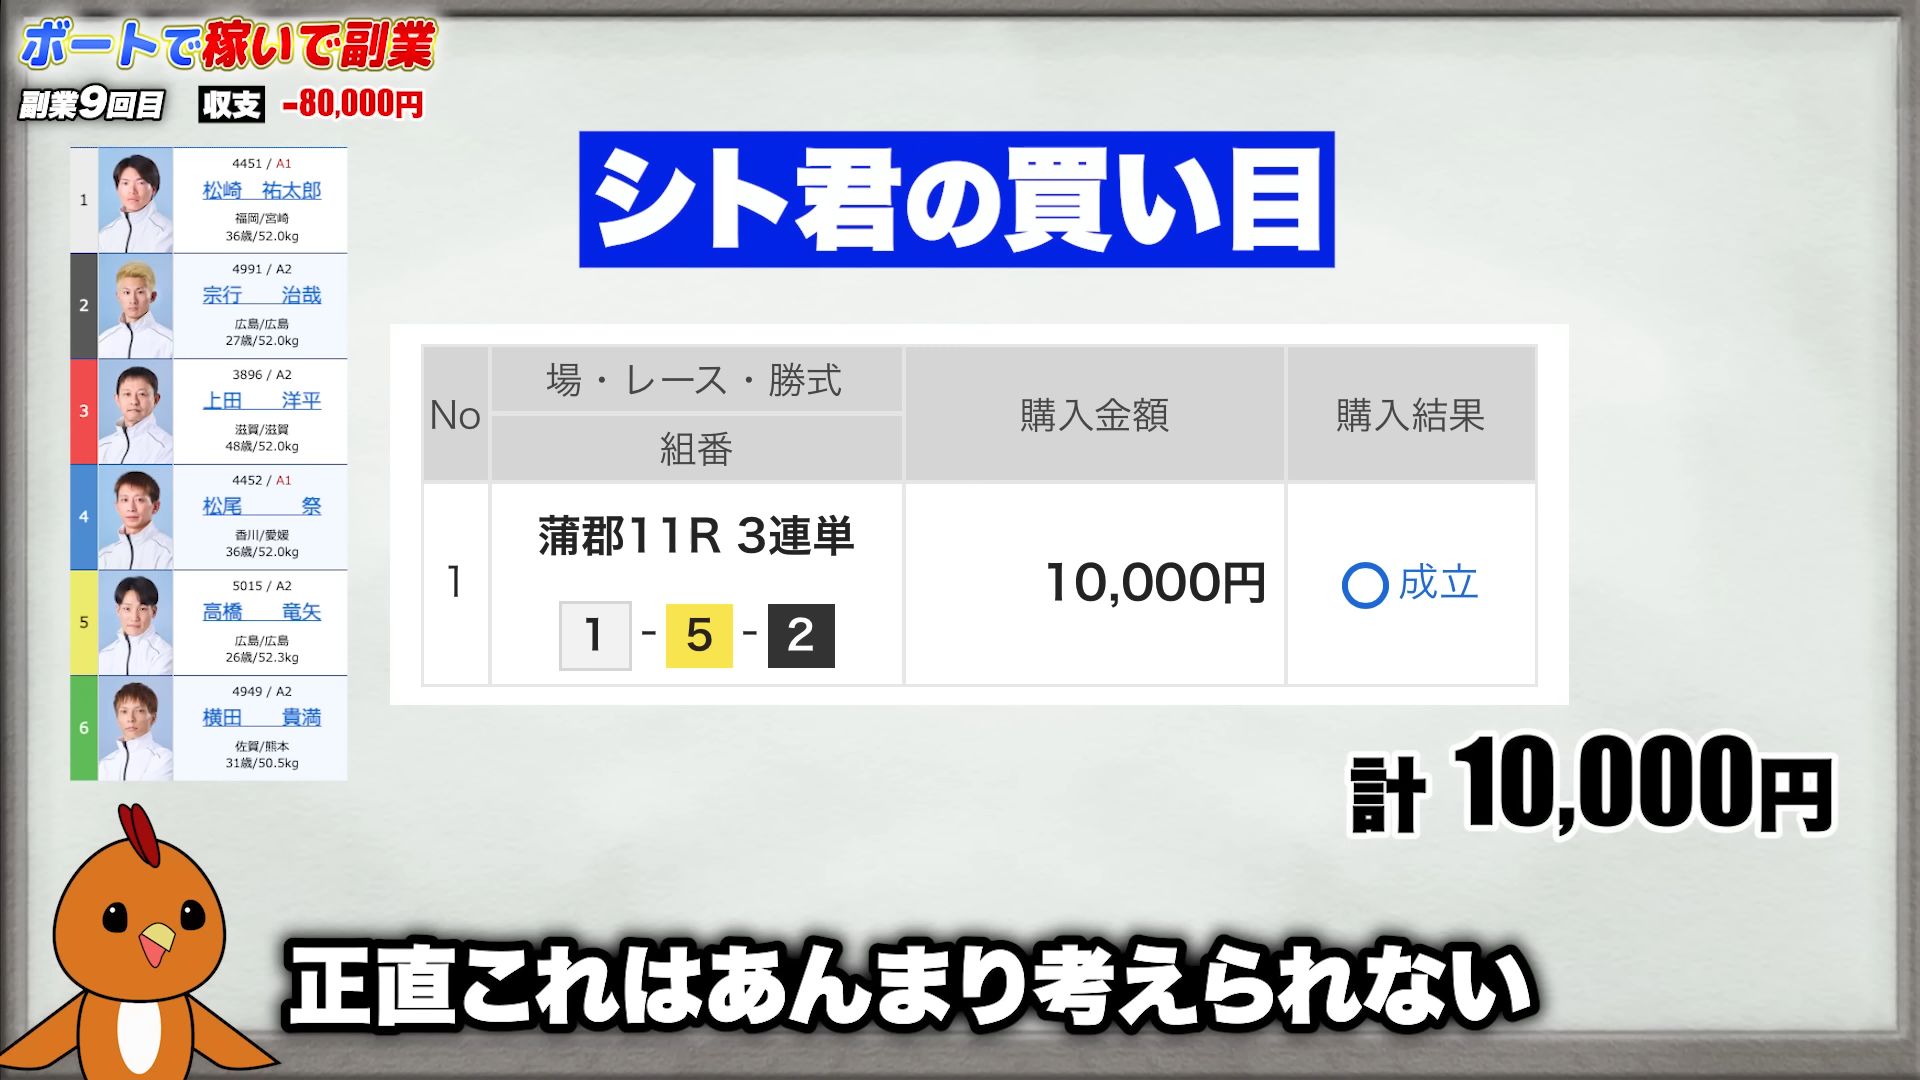 ボートで稼いで副業
副業9回目 収支 -80,000円
シト君の買い目
1
4451 / A1
松崎 祐太郎
福岡/宮崎
36歳/52.0kg
2
4991 / A2
宗行 治哉
広島/広島
27歳/52.0kg
3
3896 / A2
上田 洋平
滋賀/滋賀
48歳/52.0kg
4
4452 / A1
松尾 祭
香川/愛媛
36歳/52.0kg
5
5015 / A2
高橋 竜矢
広島/広島
26歳/52.3kg
6
4949 / A2
横田 貴満
佐賀/熊本
31歳/50.5kg
No
場・レース・勝式
組番
購入金額
購入結果
1
蒲郡11R 3連単
1 - 5 - 2
10,000円
成立
計 10,000円
正直これはあんまり考えられない